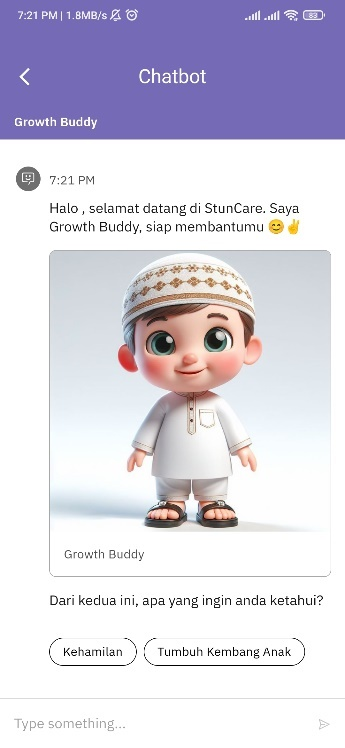 7:21 PM | 1.8MB/s
83
Chatbot
Growth Buddy
7:21 PM
Halo , selamat datang di StunCare. Saya
Growth Buddy, siap membantumu 😊✌
Growth Buddy
Dari kedua ini, apa yang ingin anda ketahui?
Kehamilan
Tumbuh Kembang Anak
Type something...